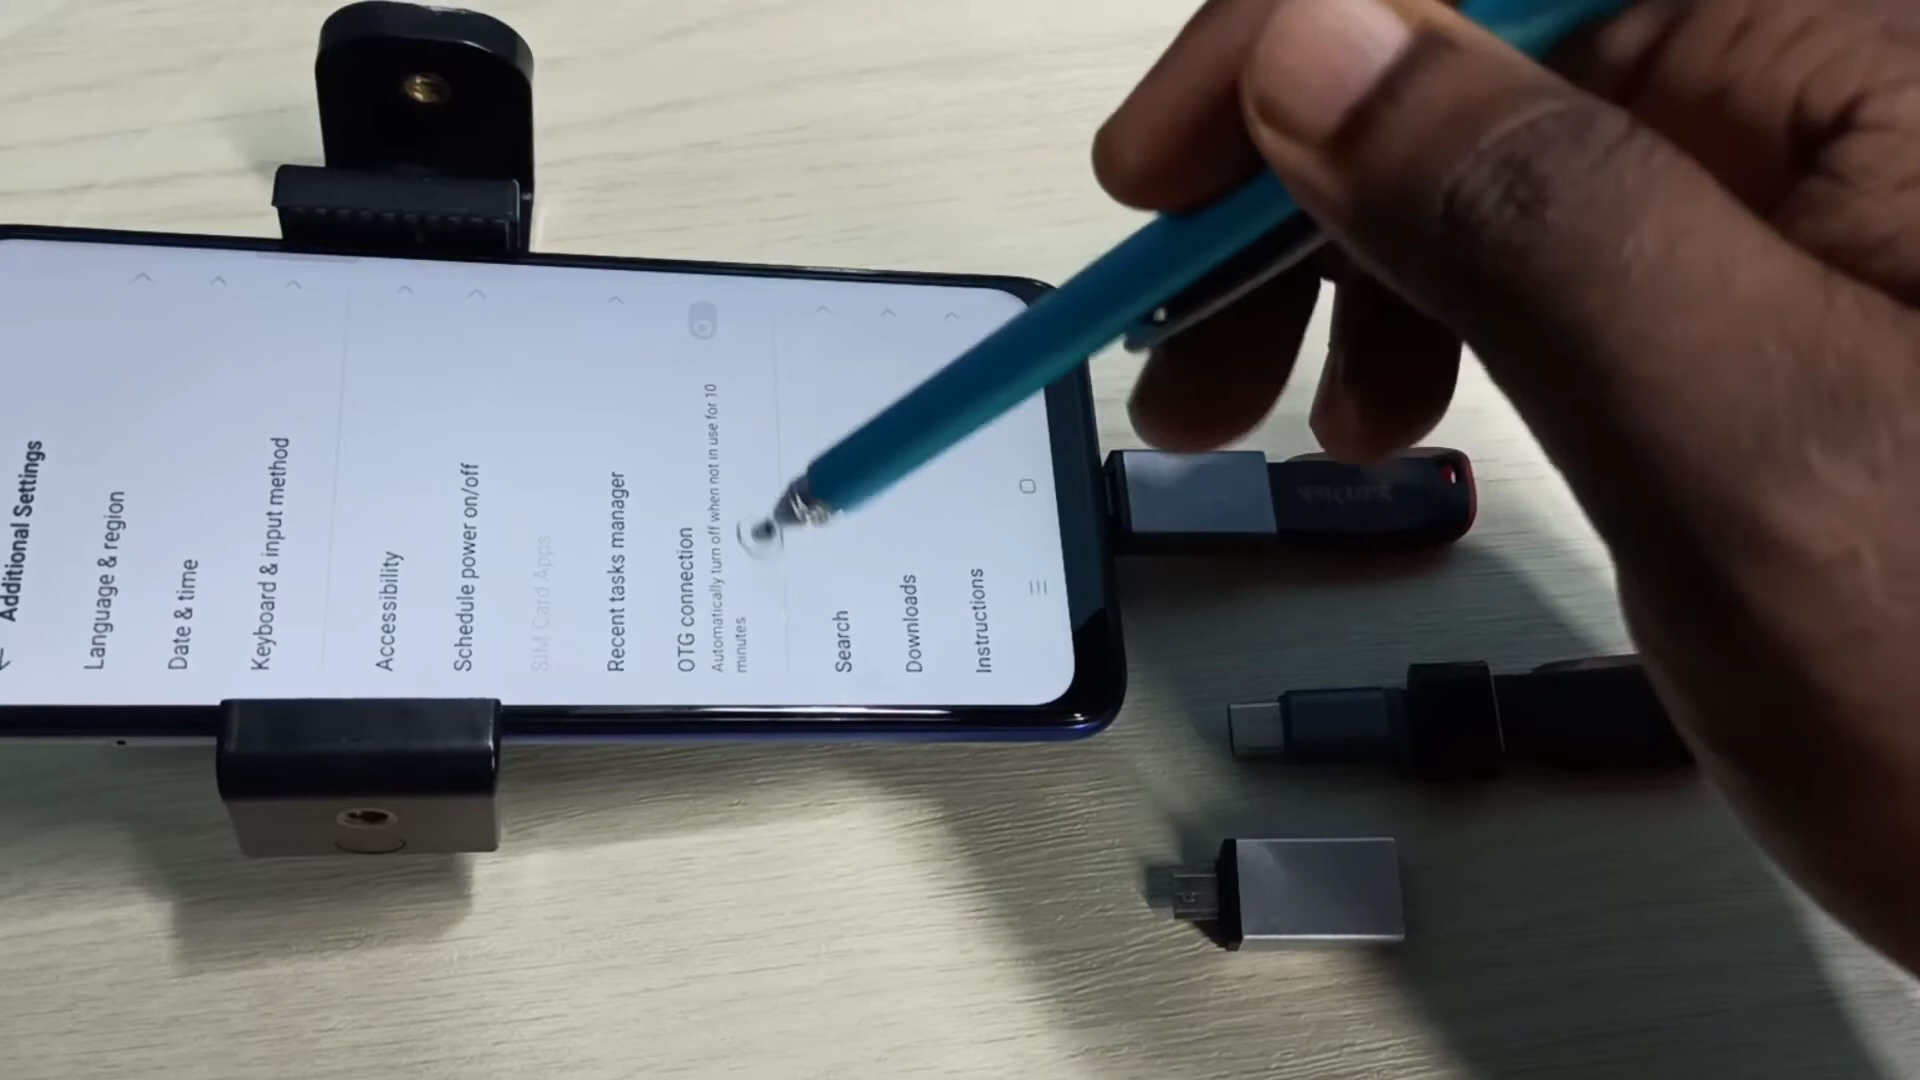 Additional Settings
Language & region
Date & time
Keyboard & input method
Accessibility
Schedule power on/off
SIM Card Apps
Recent tasks manager
OTG connection
Automatically turn off when not in use for 10
minutes
Search
Downloads
Instructions
SanDisk